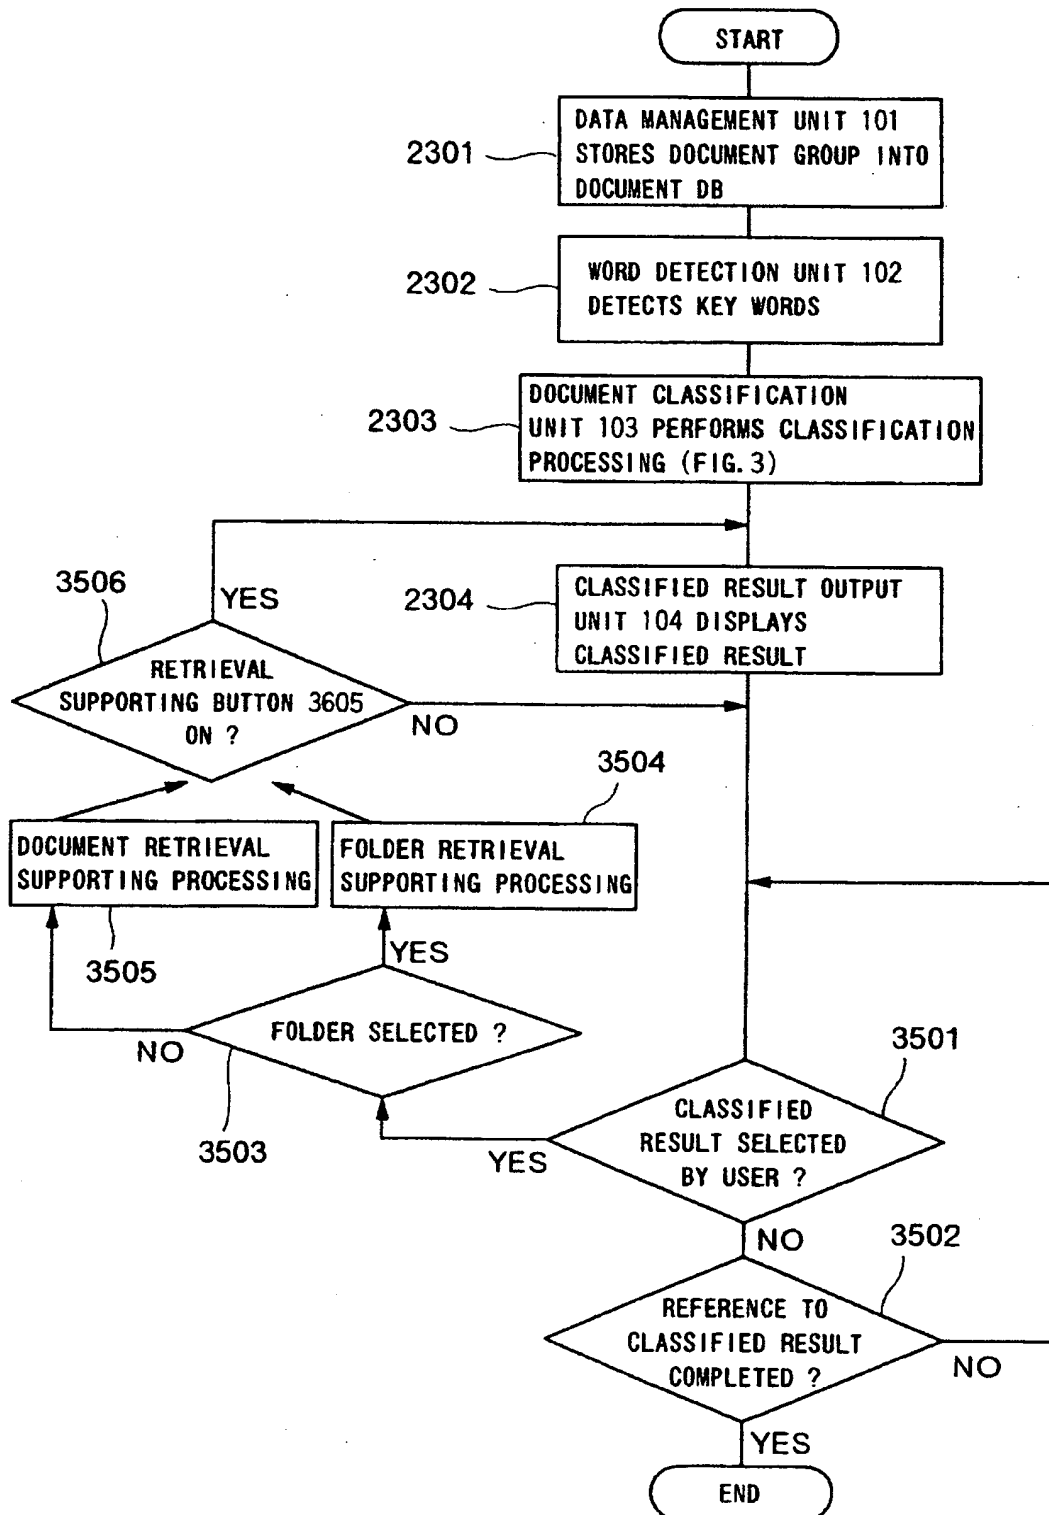 START
DATA MANAGEMENT UNIT 101
STORES DOCUMENT GROUP INTO
DOCUMENT DB
2301
WORD DETECTION UNIT 102
DETECTS KEY WORDS
2302
DOCUMENT CLASSIFICATION
UNIT 103 PERFORMS CLASSIFICATION
PROCESSING (FIG. 3)
2303
3506
YES
CLASSIFIED RESULT OUTPUT
UNIT 104 DISPLAYS
CLASSIFIED RESULT
2304
RETRIEVAL
SUPPORTING BUTTON 3605
ON ?
NO
3504
DOCUMENT RETRIEVAL
SUPPORTING PROCESSING
FOLDER RETRIEVAL
SUPPORTING PROCESSING
3505
YES
FOLDER SELECTED ?
NO
3503
3501
CLASSIFIED
RESULT SELECTED
BY USER ?
YES
NO
3502
REFERENCE TO
CLASSIFIED RESULT
COMPLETED ?
NO
YES
END